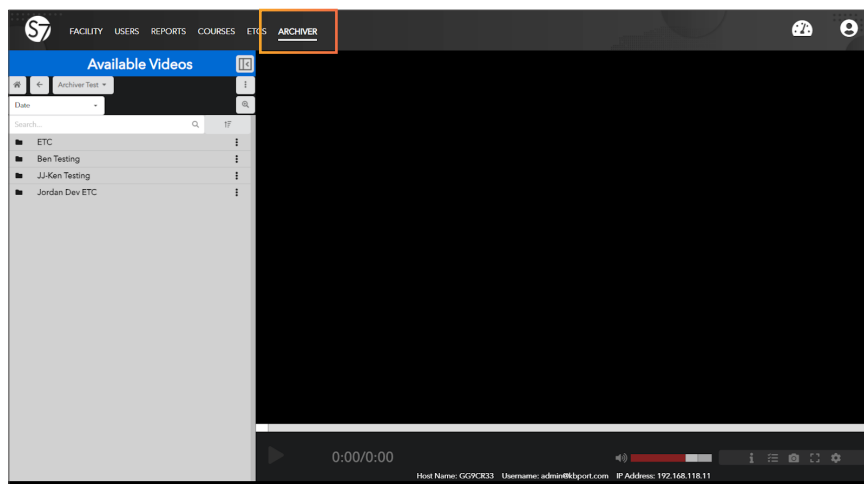 S7 FACILITY USERS REPORTS COURSES ETCS ARCHIVER
Available Videos
Archiver Test
Date
Search...
ETC
Ben Testing
JJ-Ken Testing
Jordan Dev ETC
0:00/0:00
Host Name: GG9CR33 Username: admin@kbport.com IP Address: 192.168.118.11